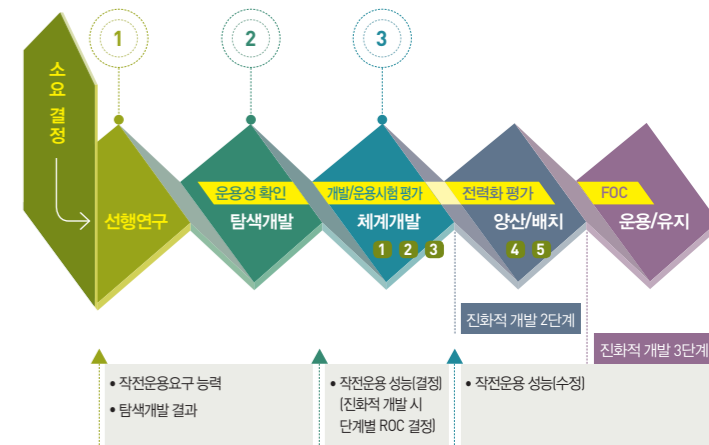 1
2
3
소요 결정
운용성 확인
개발/운용시험 평가
전력화 평가
FOC
선행연구
탐색개발
체계개발
양산/배치
운용/유지
1 2 3
4 5
진화적 개발 2단계
진화적 개발 3단계
• 작전운용요구 능력
• 탐색개발 결과
• 작전운용 성능(결정)
(진화적 개발 시
단계별 ROC 결정)
• 작전운용 성능(수정)